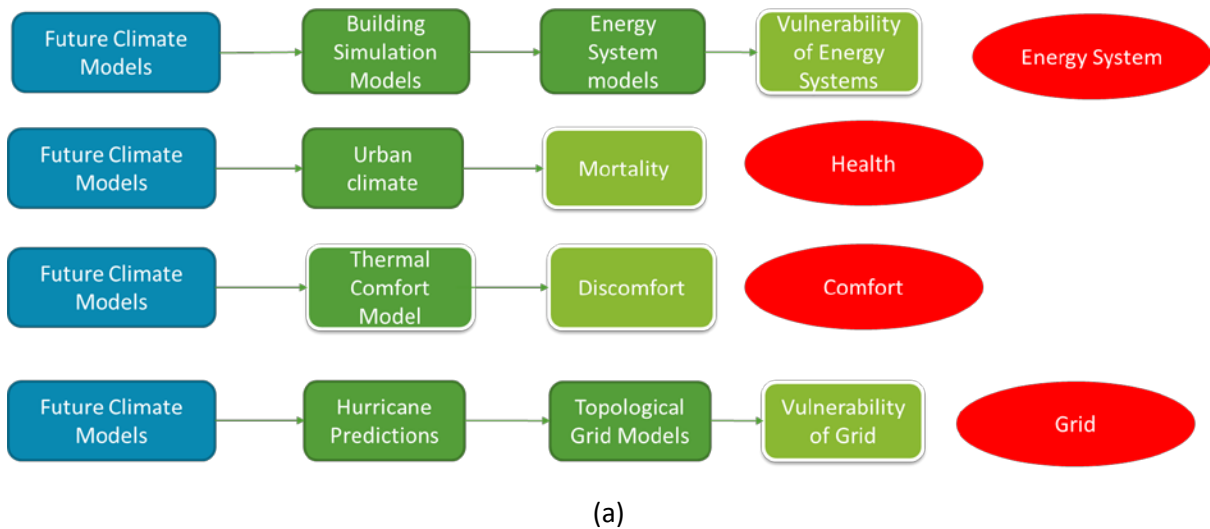 Future Climate
Models
Building
Simulation
Models
Energy
System
models
Vulnerability
of Energy
Systems
Energy System
Future Climate
Models
Urban
climate
Mortality
Health
Future Climate
Models
Thermal
Comfort
Model
Discomfort
Comfort
Future Climate
Models
Hurricane
Predictions
Topological
Grid Models
Vulnerability
of Grid
Grid
(a)